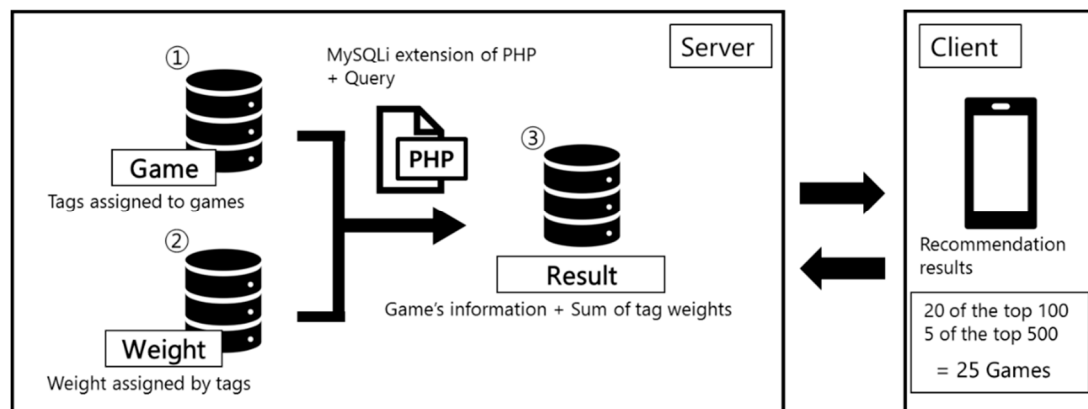 ①
Game
Tags assigned to games
②
Weight
Weight assigned by tags
MySQLi extension of PHP
+ Query
PHP
③
Result
Game's information + Sum of tag weights
Server
Client
Recommendation
results
20 of the top 100
5 of the top 500
= 25 Games